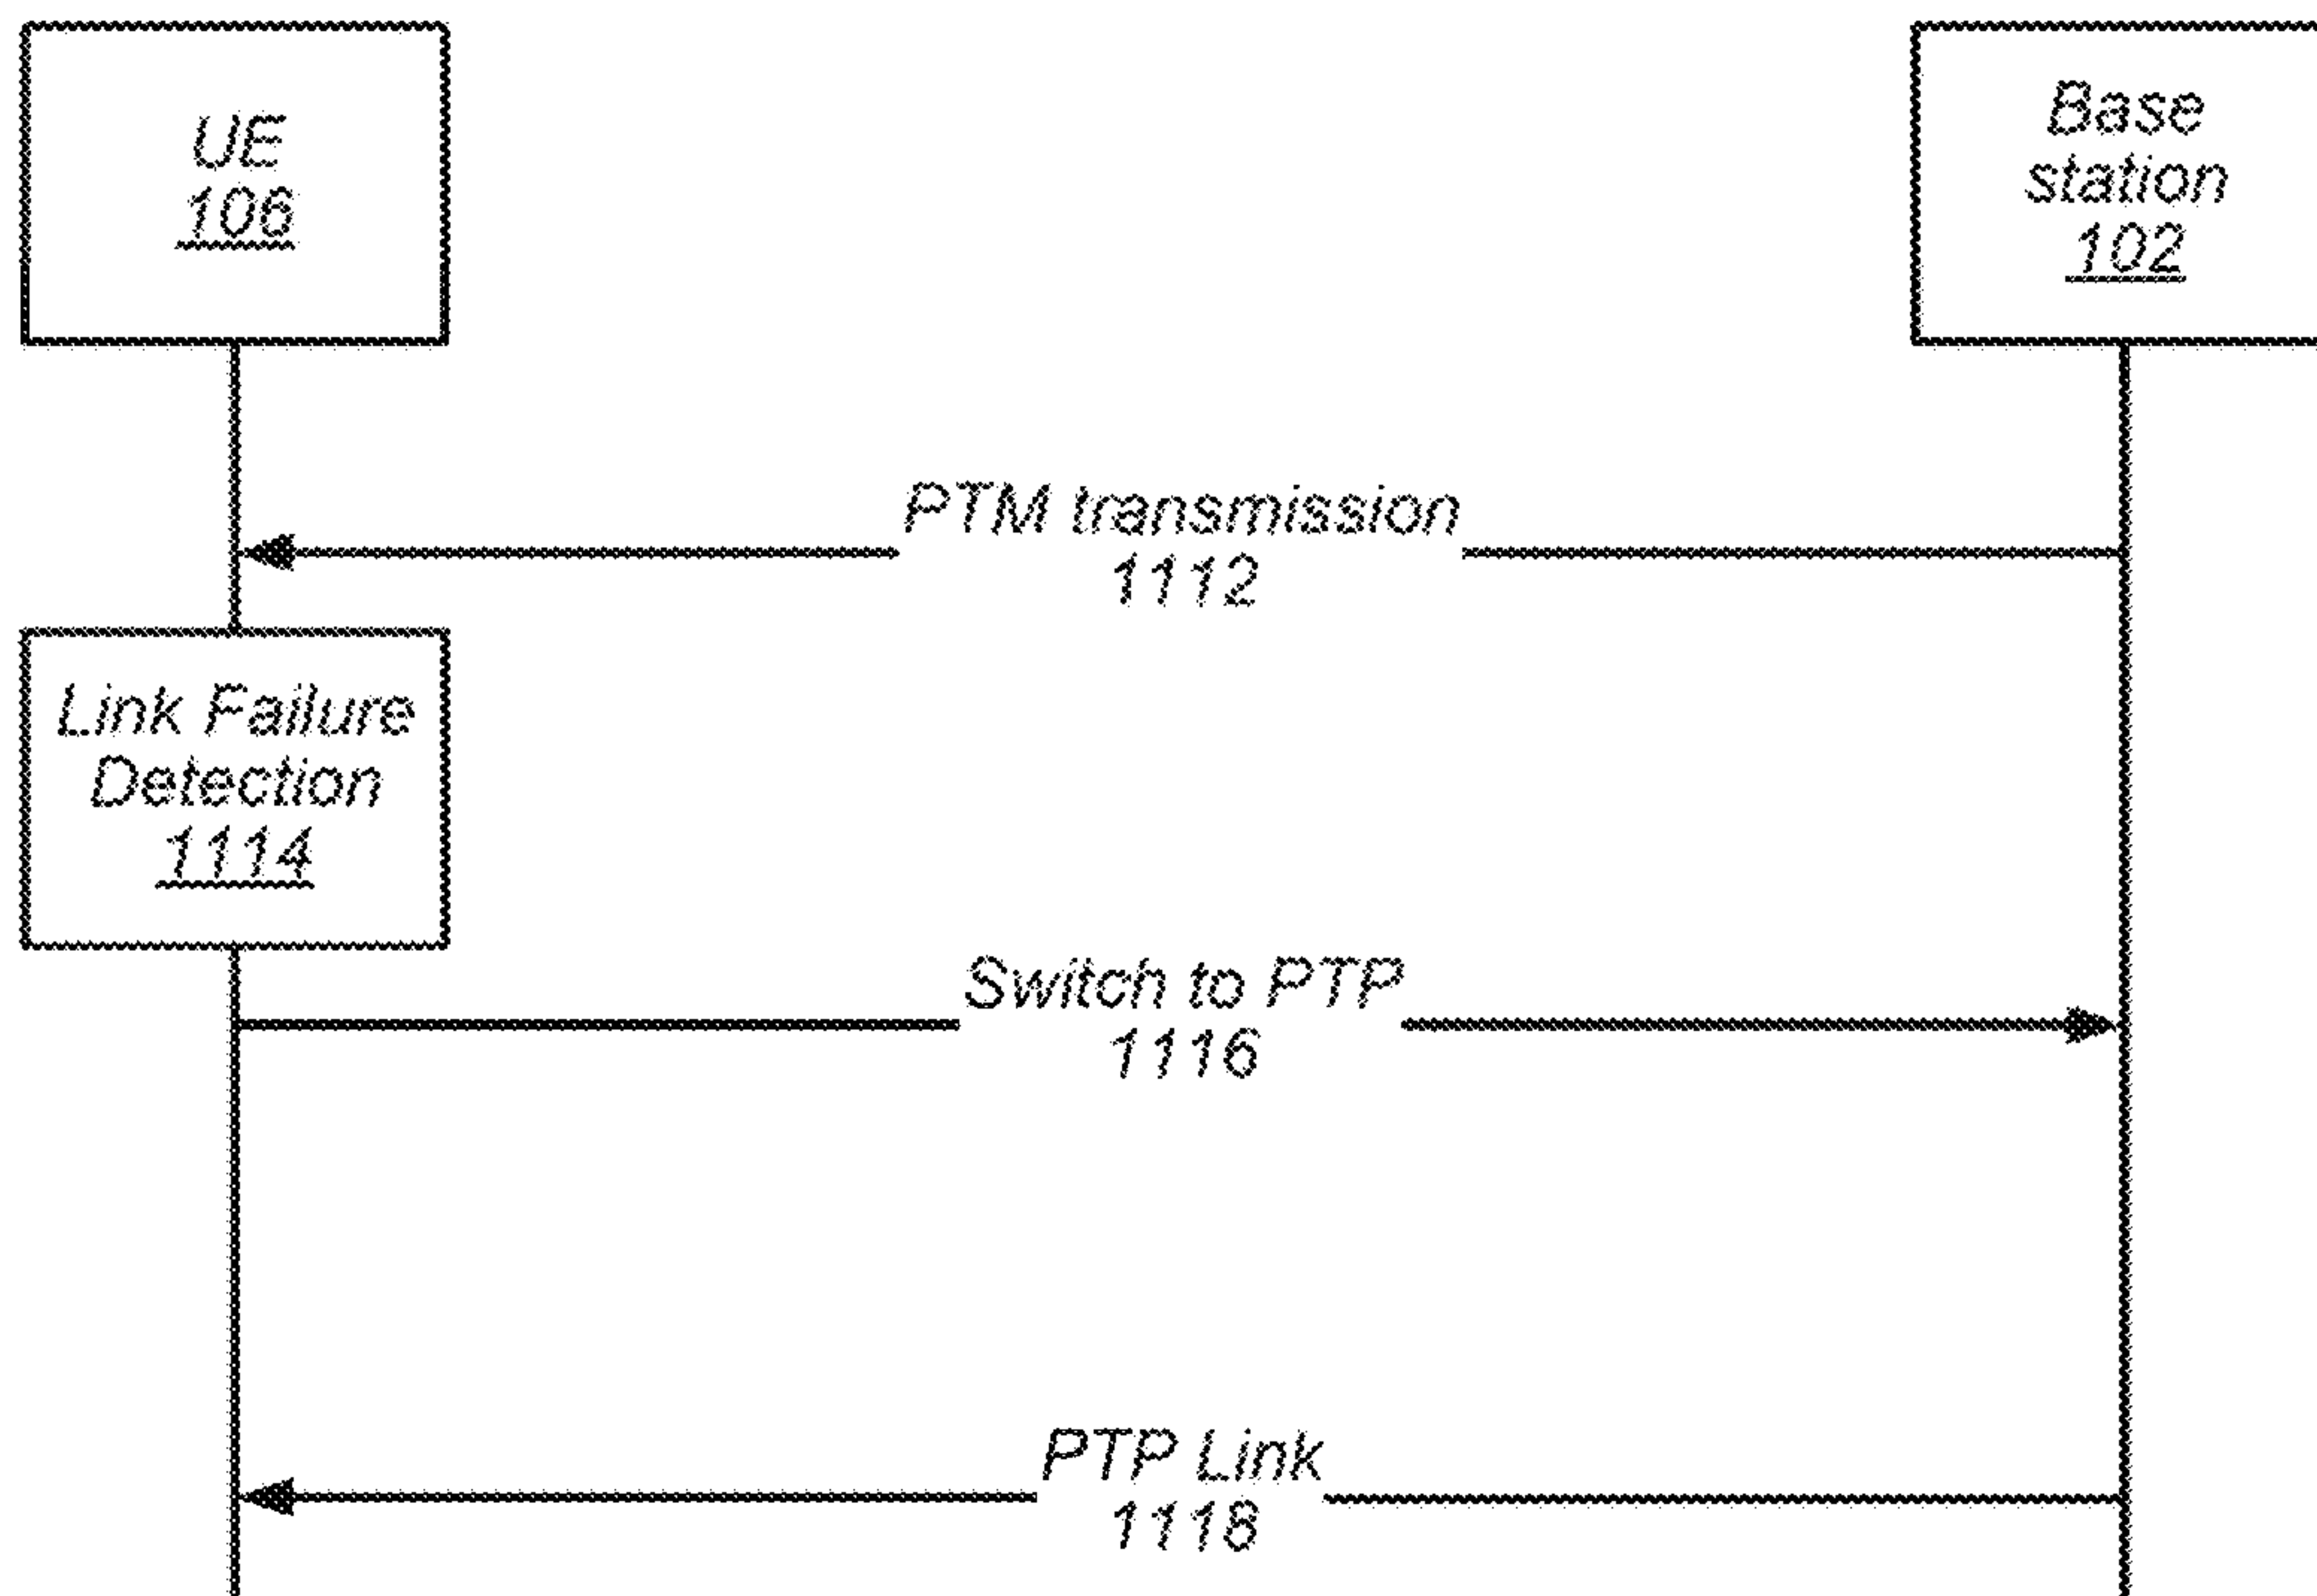 UE
106
Base
station
102
PTM transmission
1112
Link Failure
Detection
1114
Switch to PTP
1116
PTP Link
1118